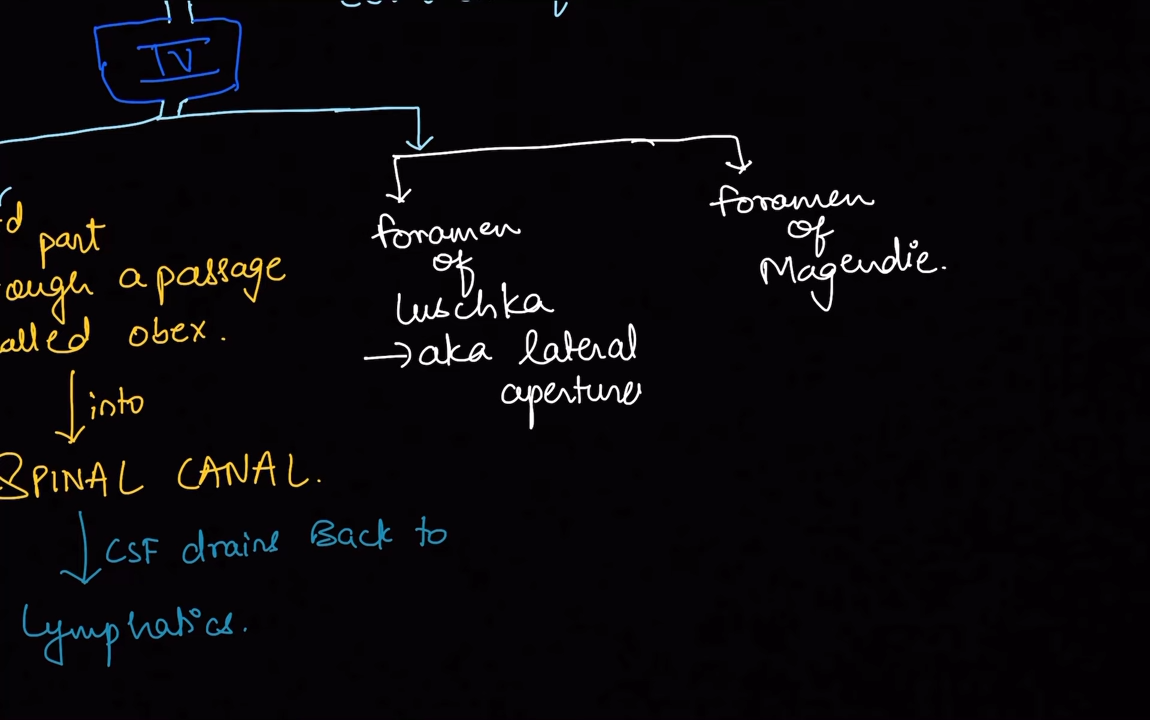 IV
part
a passage
obex.
into
SPINAL CANAL.
CSF drains Back to
Lymphatics.
foramen
of
Luschka
→ aka lateral
aperture
foramen
of
Magendie.